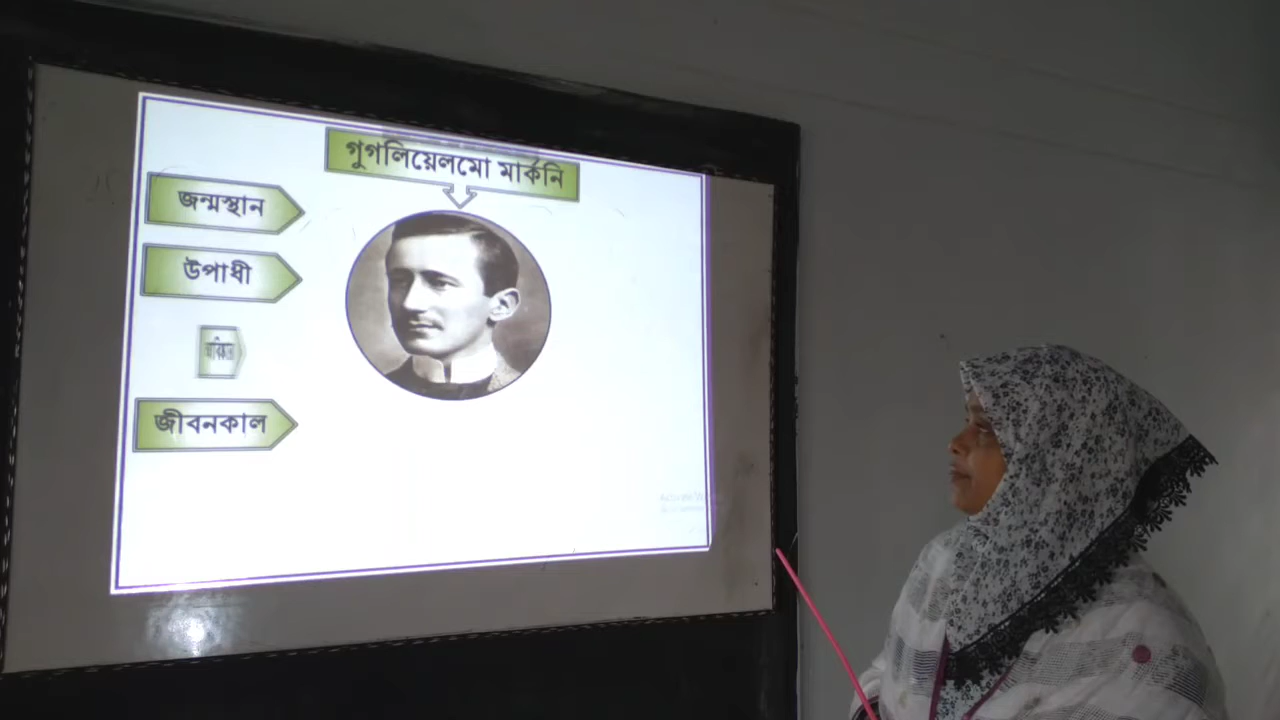 গুগলিয়েলমো মার্কনি
জন্মস্থান
উপাধী
জীবনকাল